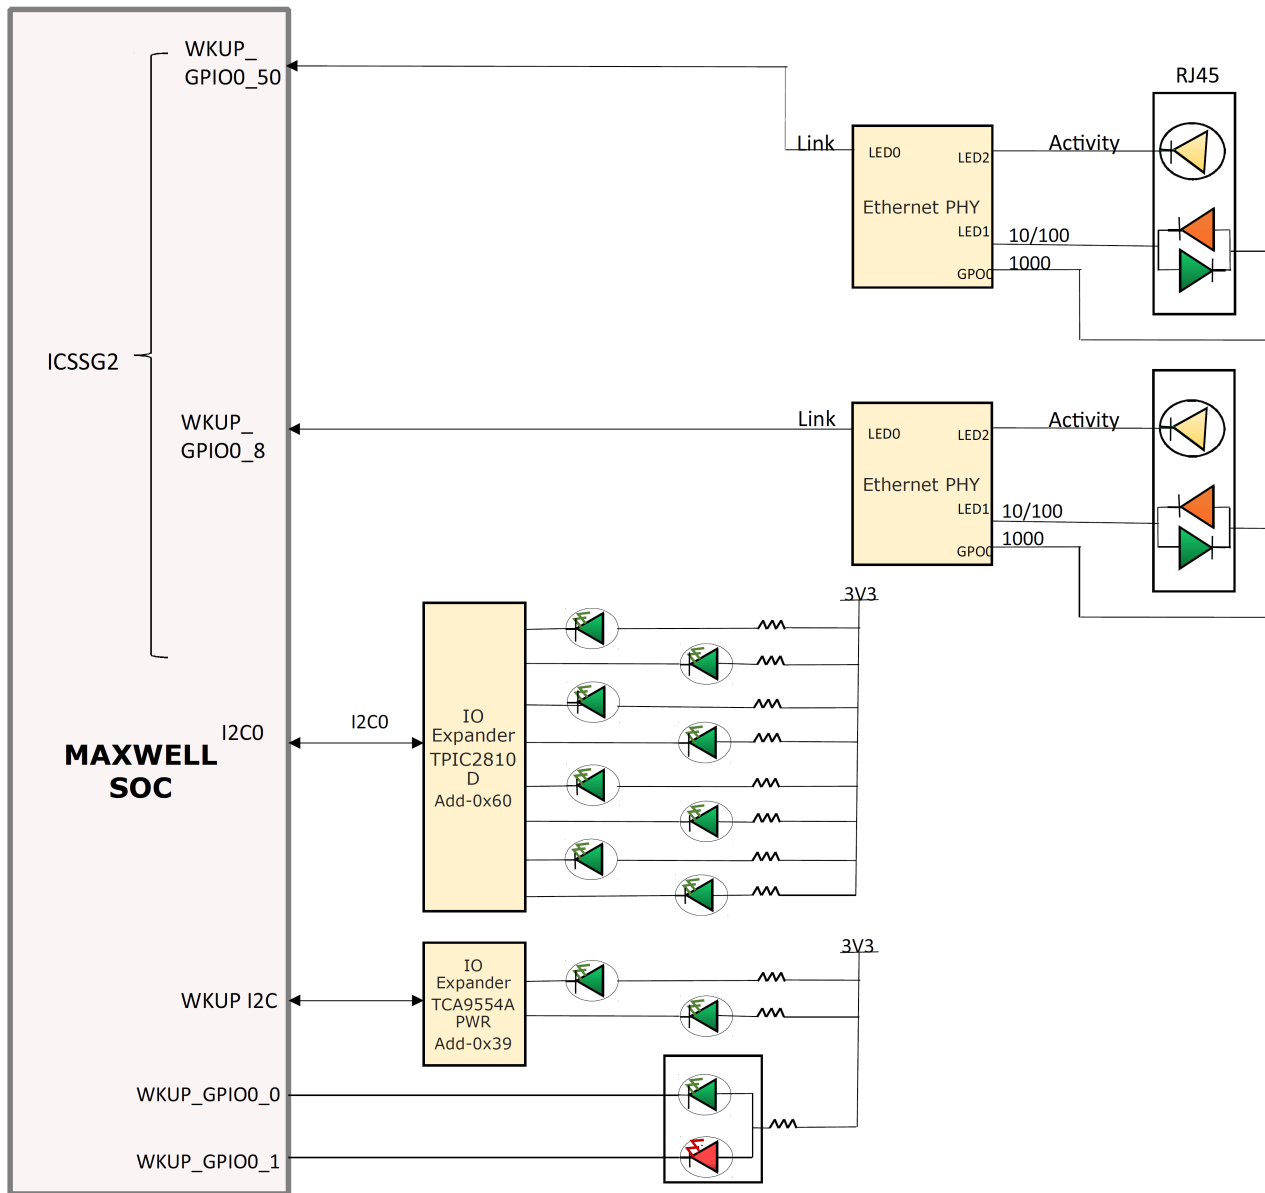 WKUP_
GPIO0_50
RJ45
Link
LED0
LED2
Activity
Ethernet PHY
LED1
10/100
GPO0
1000
ICSSG2
WKUP_
GPIO0_8
Link
LED0
LED2
Activity
Ethernet PHY
LED1
10/100
GPO0
1000
3V3
I2C0
I2C0
IO
Expander
TPIC2810
D
Add-0x60
MAXWELL
SOC
3V3
WKUP I2C
IO
Expander
TCA9554A
PWR
Add-0x39
WKUP_GPIO0_0
WKUP_GPIO0_1